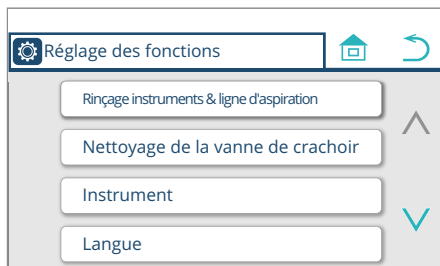 Réglage des fonctions
Rinçage instruments & ligne d'aspiration
Nettoyage de la vanne de crachoir
Instrument
Langue